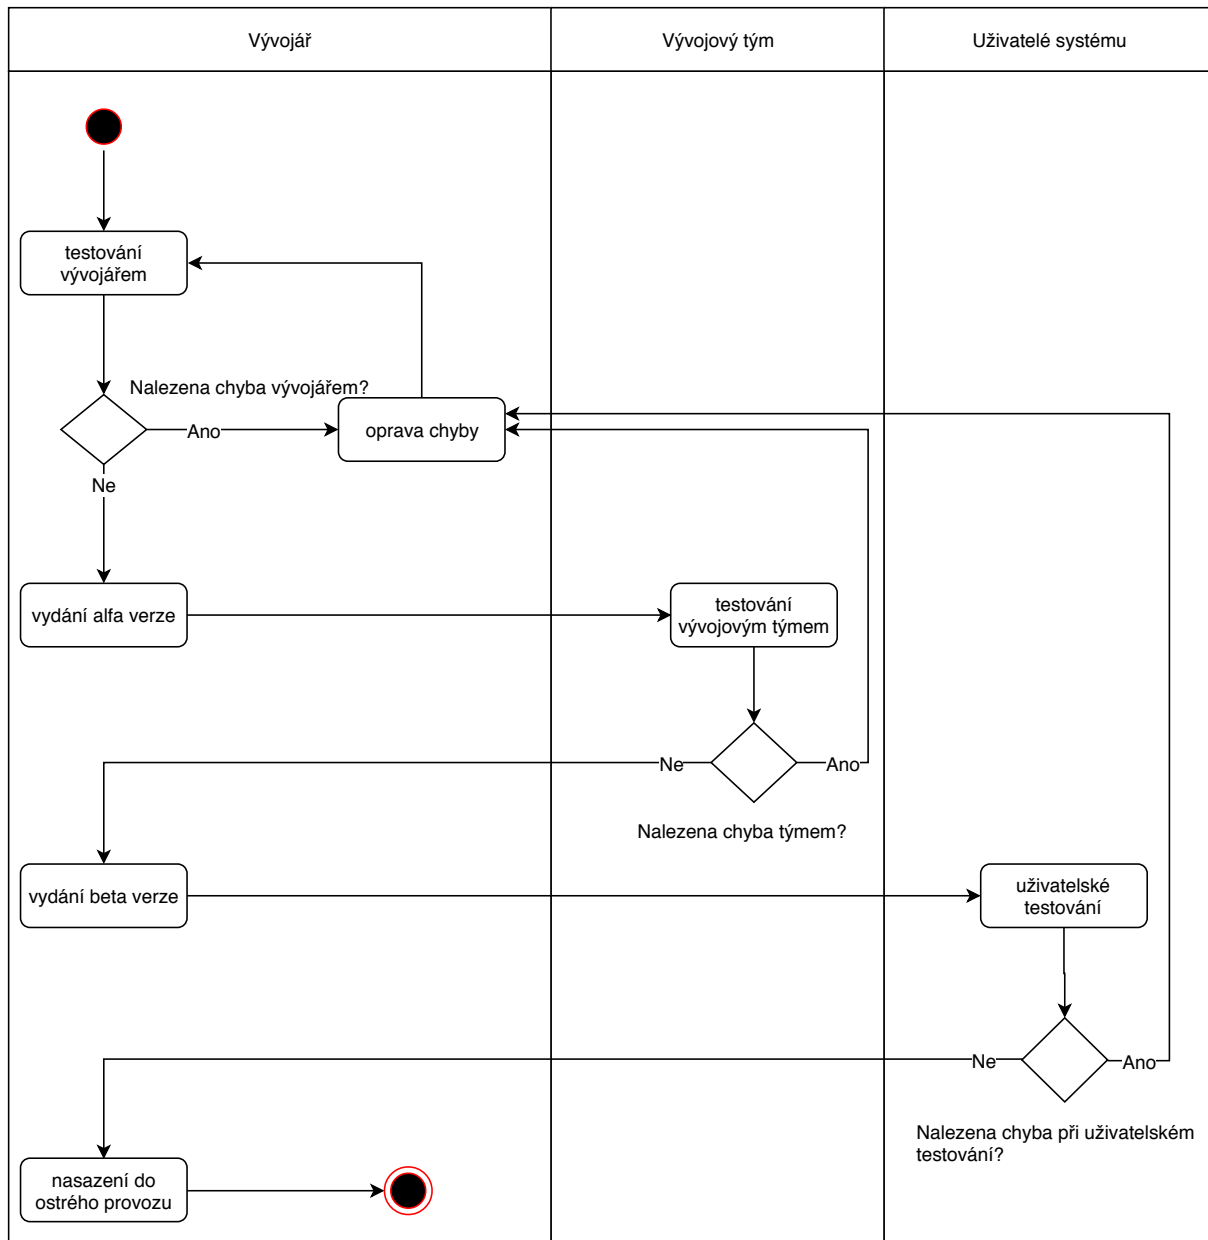 Vývojář
Vývojový tým
Uživatelé systému
testování
vývojářem
Nalezena chyba vývojářem?
Ano
oprava chyby
Ne
vydání alfa verze
testování
vývojovým týmem
Ne
Ano
Nalezena chyba týmem?
vydání beta verze
uživatelské
testování
Ne
Ano
Nalezena chyba při uživatelském
testování?
nasazení do
ostrého provozu